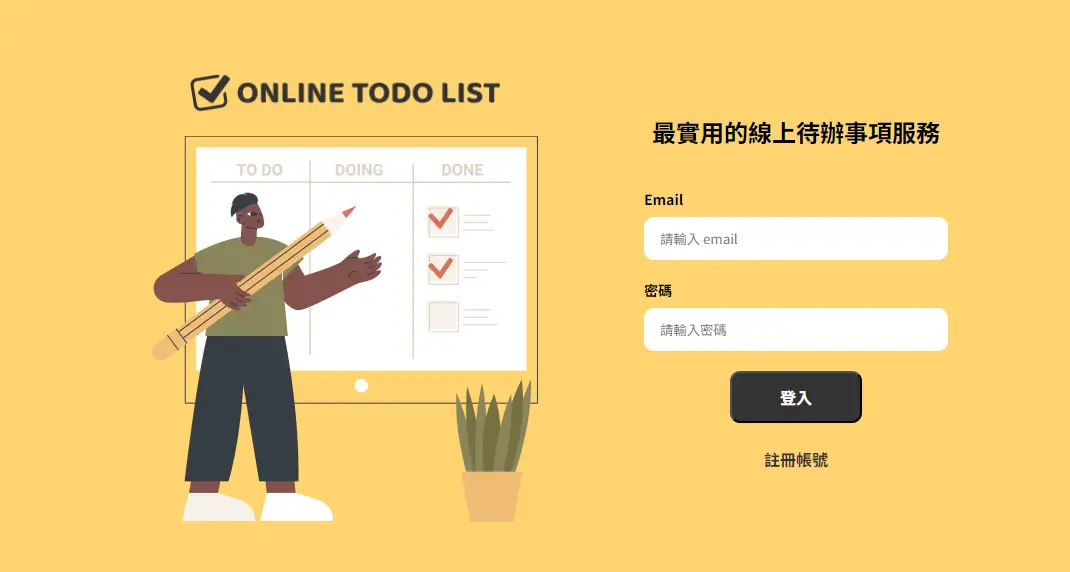 ONLINE TODO LIST
TO DO
DOING
DONE
最實用的線上待辦事項服務
Email
請輸入 email
密碼
請輸入密碼
登入
註冊帳號